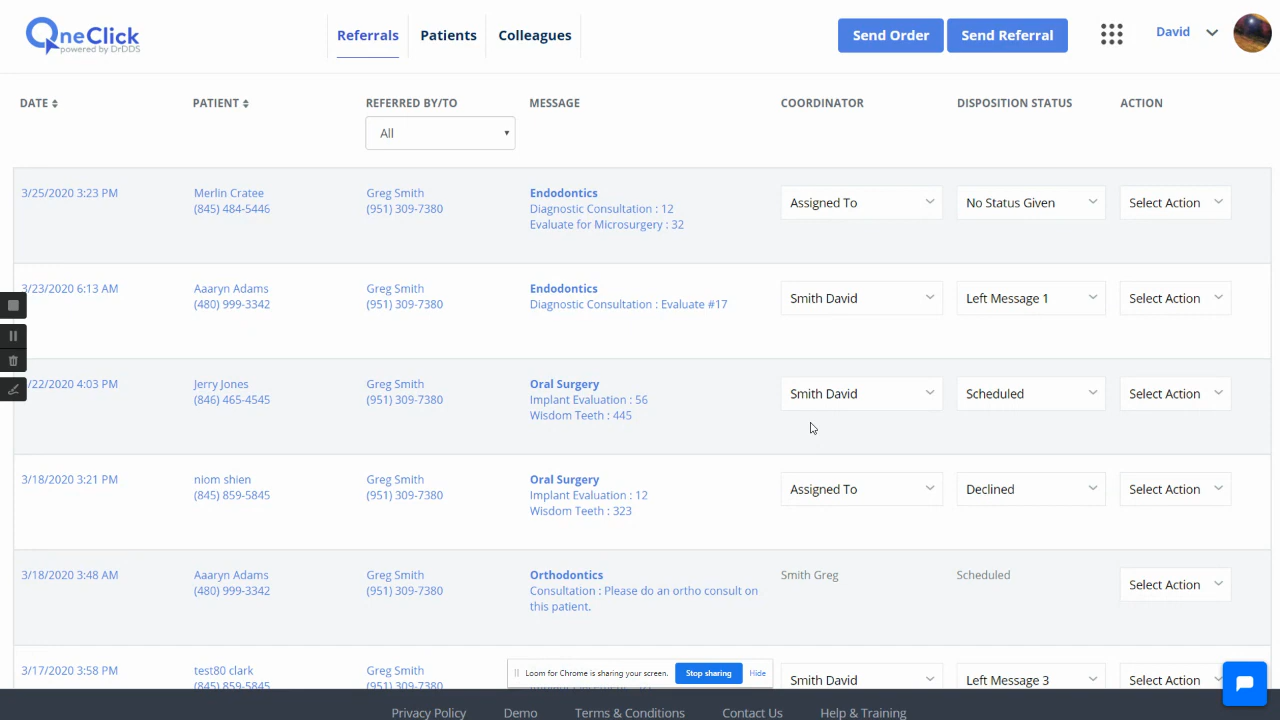 OneClick
powered by DrDDS
Referrals
Patients
Colleagues
Send Order
Send Referral
David
DATE
PATIENT
REFERRED BY/TO
MESSAGE
COORDINATOR
DISPOSITION STATUS
ACTION
All
3/25/2020 3:23 PM
Merlin Cratee
(845) 484-5446
Greg Smith
(951) 309-7380
Endodontics
Diagnostic Consultation : 12
Evaluate for Microsurgery : 32
Assigned To
No Status Given
Select Action
3/23/2020 6:13 AM
Aaaryn Adams
(480) 999-3342
Greg Smith
(951) 309-7380
Endodontics
Diagnostic Consultation : Evaluate #17
Smith David
Left Message 1
Select Action
/22/2020 4:03 PM
Jerry Jones
(846) 465-4545
Greg Smith
(951) 309-7380
Oral Surgery
Implant Evaluation : 56
Wisdom Teeth : 445
Smith David
Scheduled
Select Action
3/18/2020 3:21 PM
niom shien
(845) 859-5845
Greg Smith
(951) 309-7380
Oral Surgery
Implant Evaluation : 12
Wisdom Teeth : 323
Assigned To
Declined
Select Action
3/18/2020 3:48 AM
Aaaryn Adams
(480) 999-3342
Greg Smith
(951) 309-7380
Orthodontics
Consultation : Please do an ortho consult on
this patient.
Smith Greg
Scheduled
Select Action
3/17/2020 3:58 PM
test80 clark
(845) 859-5845
Greg Smith
(951) 309-7380
Smith David
Left Message 3
Select Action
Loom for Chrome is sharing your screen.
Stop sharing
Hide
Privacy Policy
Demo
Terms & Conditions
Contact Us
Help & Training